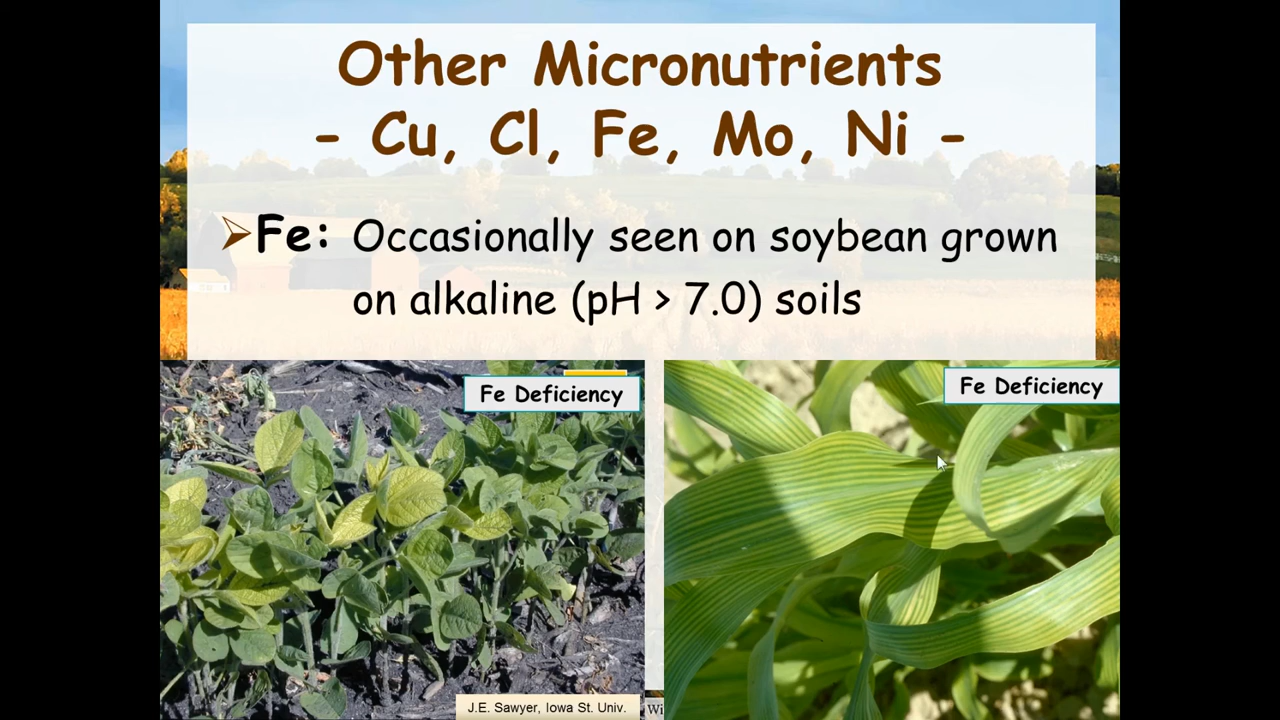 Other Micronutrients
- Cu, Cl, Fe, Mo, Ni -
➢Fe: Occasionally seen on soybean grown
on alkaline (pH > 7.0) soils
Fe Deficiency
Fe Deficiency
J.E. Sawyer, Iowa St. Univ.